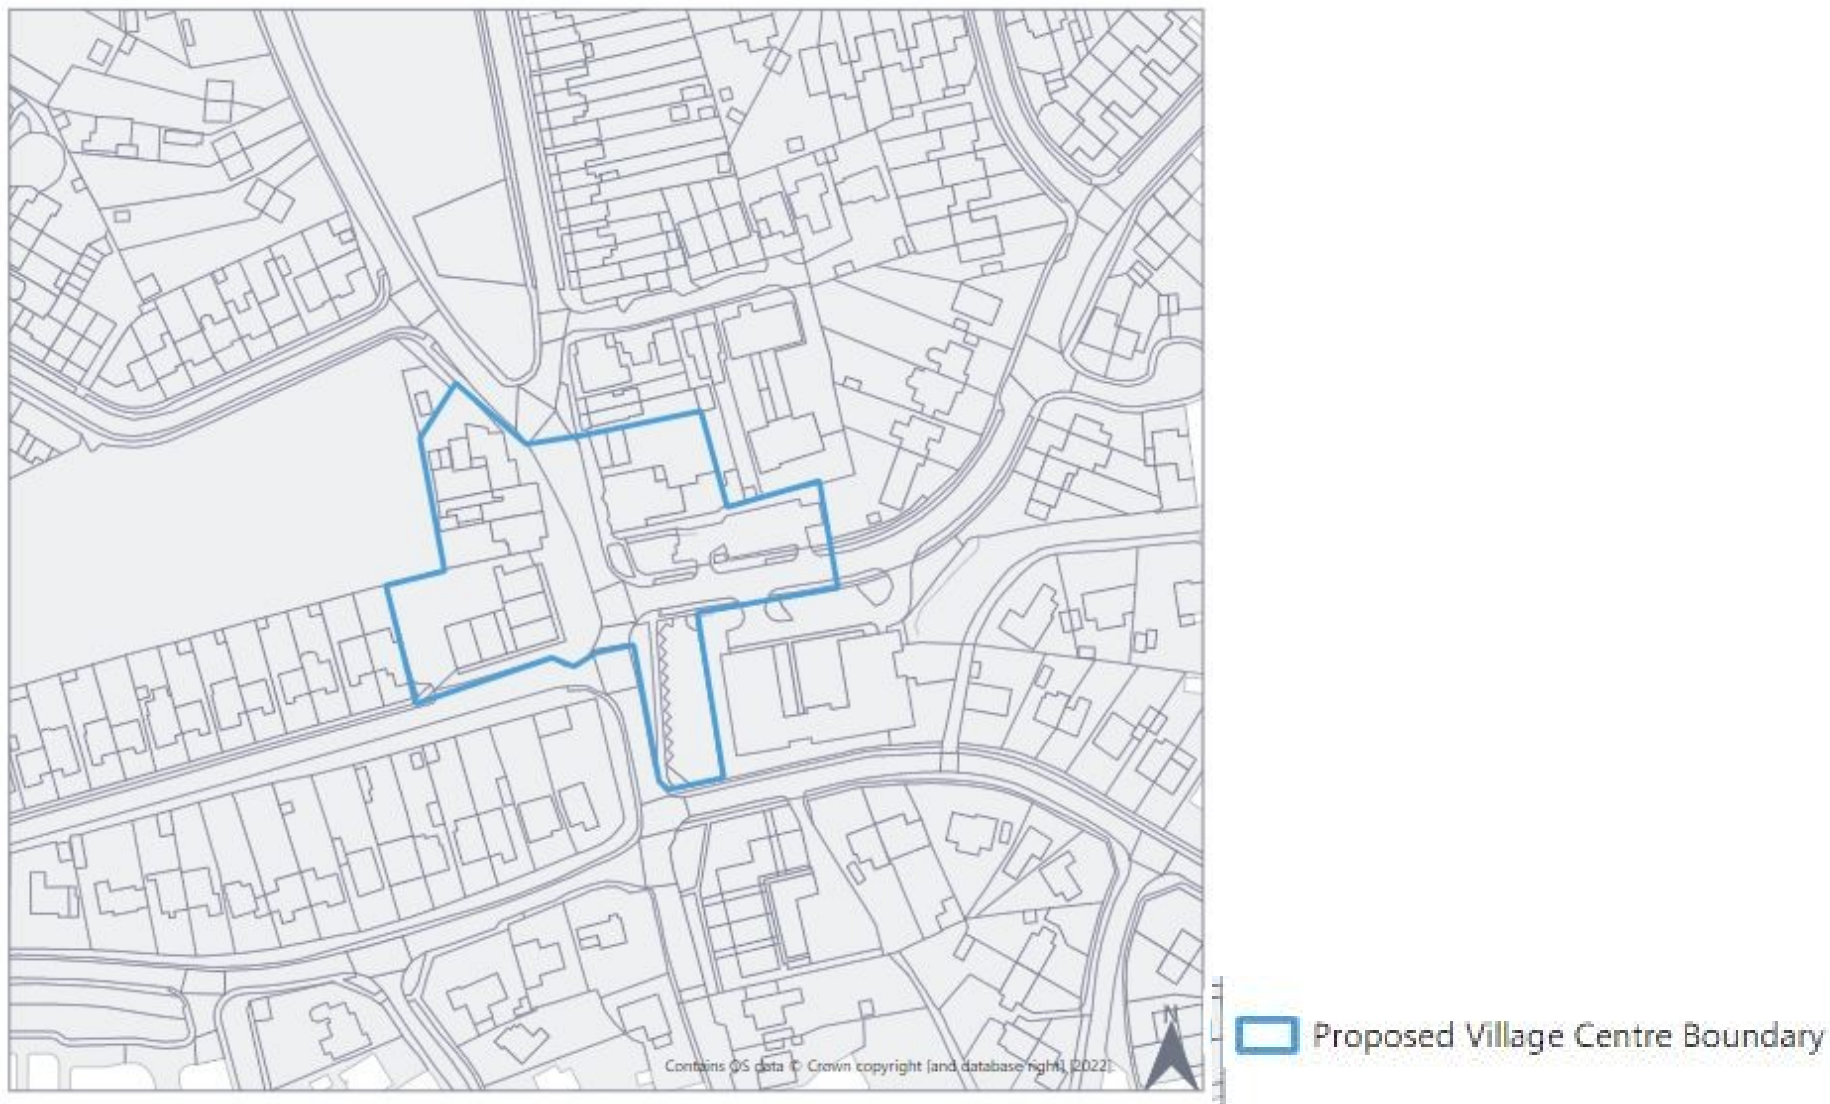 N
Contains OS data © Crown copyright [and database right] [2022].
Proposed Village Centre Boundary